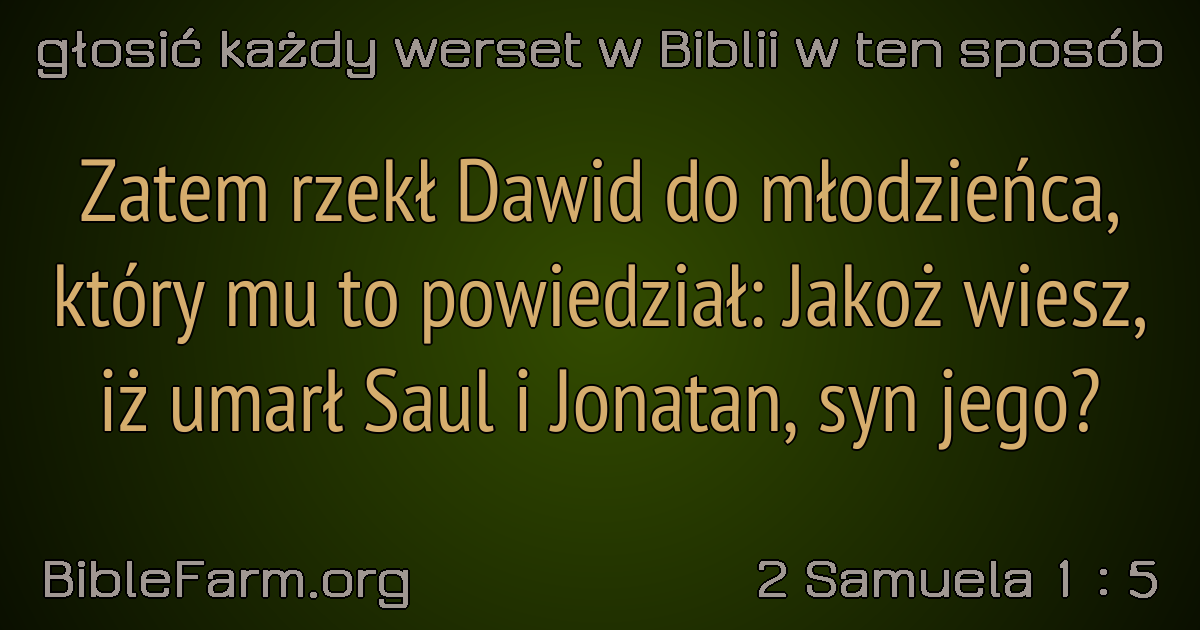 głosić każdy werset w Biblii w ten sposób
Zatem rzekł Dawid do młodzieńca,
który mu to powiedział: Jakoż wiesz,
iż umarł Saul i Jonatan, syn jego?
BibleFarm.org
2 Samuela 1 : 5